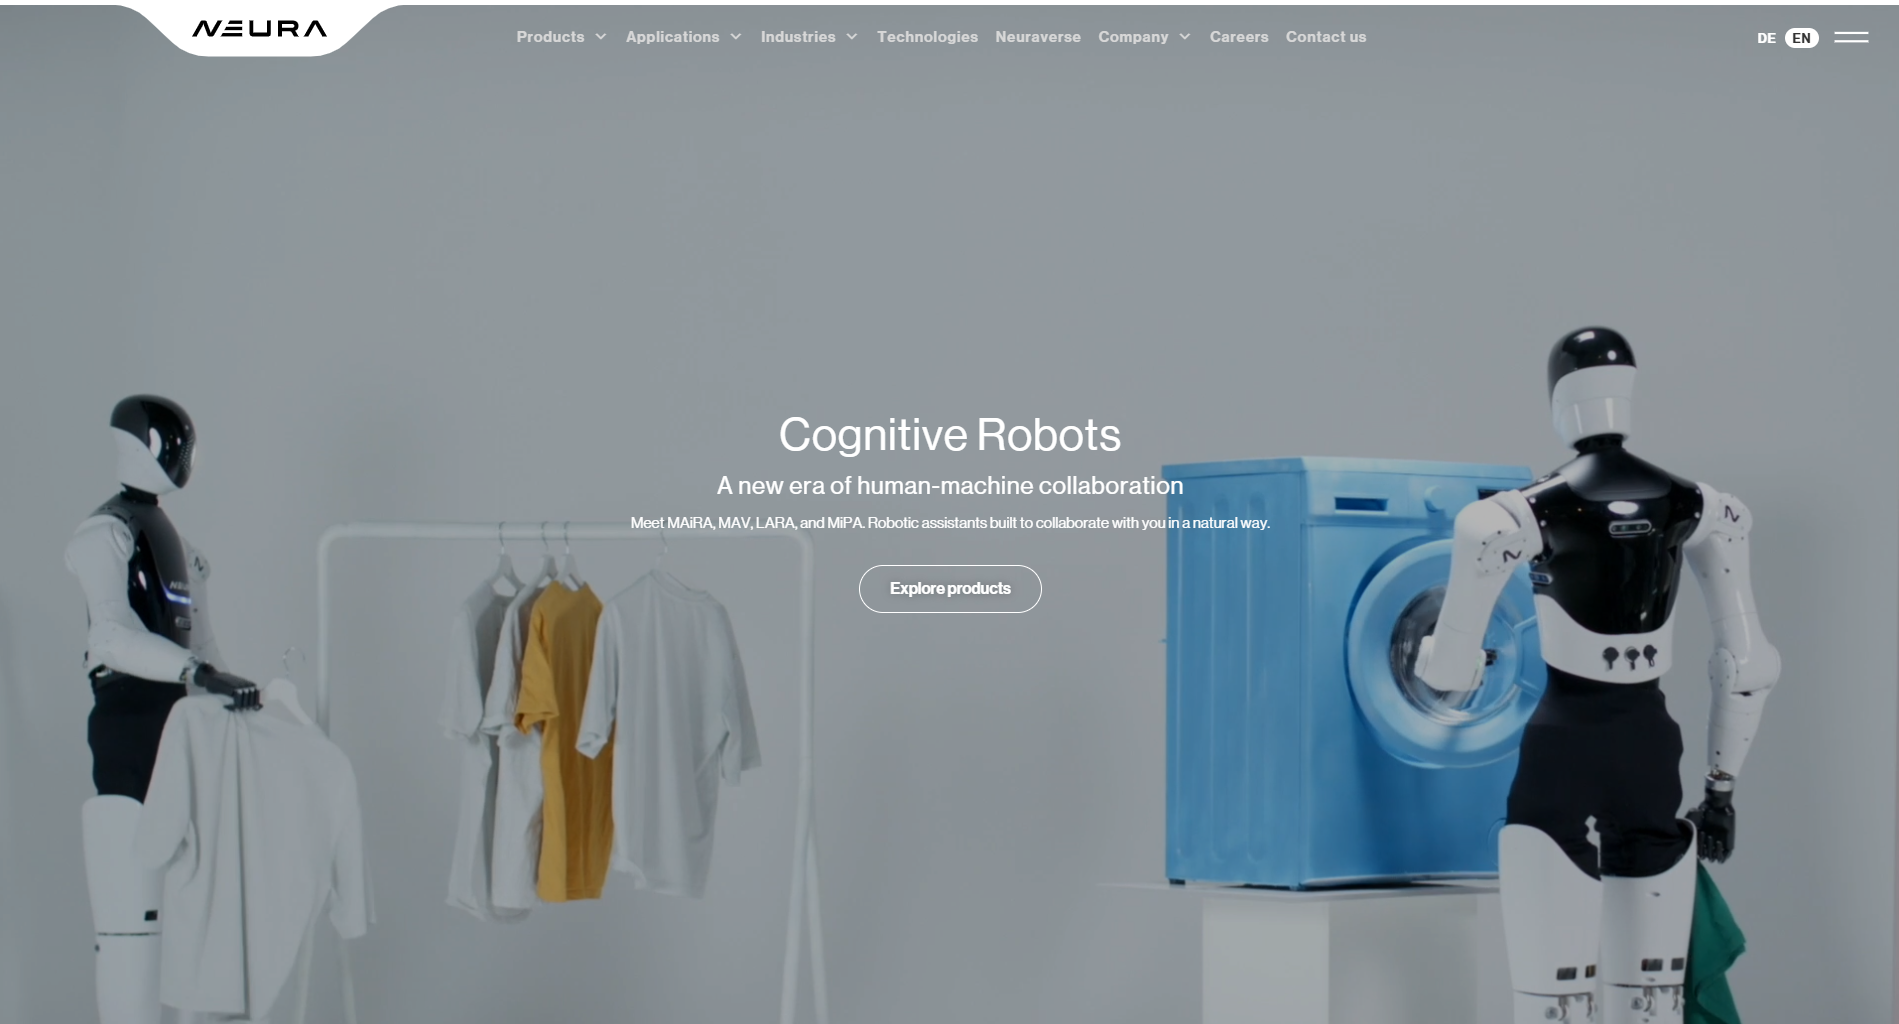 NEURA
Products Applications Industries Technologies Neuraverse Company Careers Contact us
DE EN
Cognitive Robots
A new era of human-machine collaboration
Meet MAiRA, MAV, LARA, and MiPA. Robotic assistants built to collaborate with you in a natural way.
Explore products